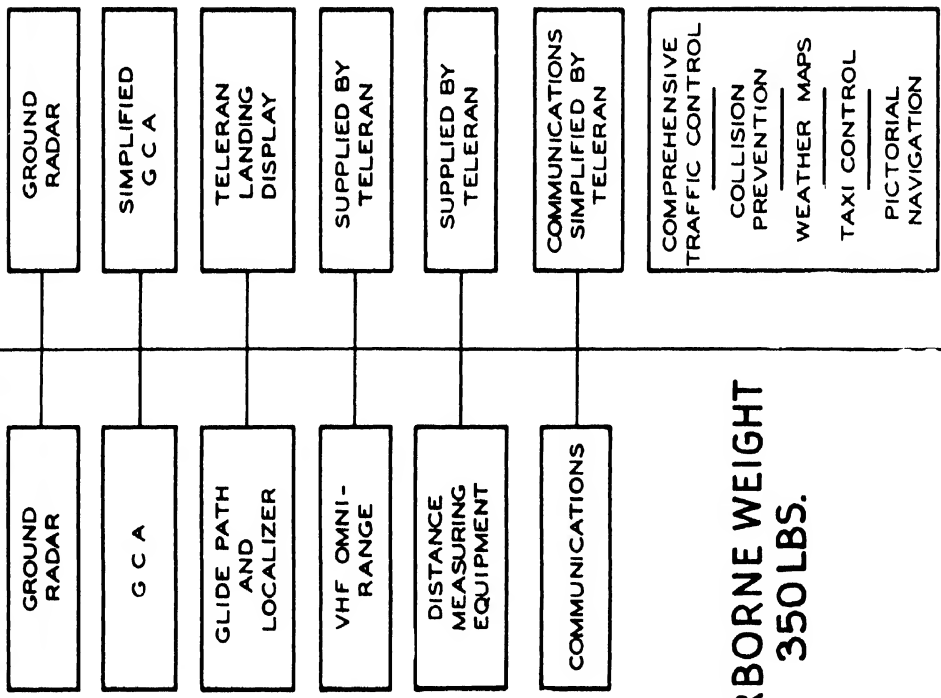 GROUND
RADAR
G C A
GLIDE PATH
AND
LOCALIZER
VHF OMNI-
RANGE
DISTANCE
MEASURING
EQUIPMENT
COMMUNICATIONS
RBORNE WEIGHT
350 LBS.
GROUND
RADAR
SIMPLIFIED
G C A
TELERAN
LANDING
DISPLAY
SUPPLIED BY
TELERAN
SUPPLIED BY
TELERAN
COMMUNICATIONS
SIMPLIFIED BY
TELERAN
COMPREHENSIVE
TRAFFIC CONTROL
COLLISION
PREVENTION
WEATHER MAPS
TAXI CONTROL
PICTORIAL
NAVIGATION